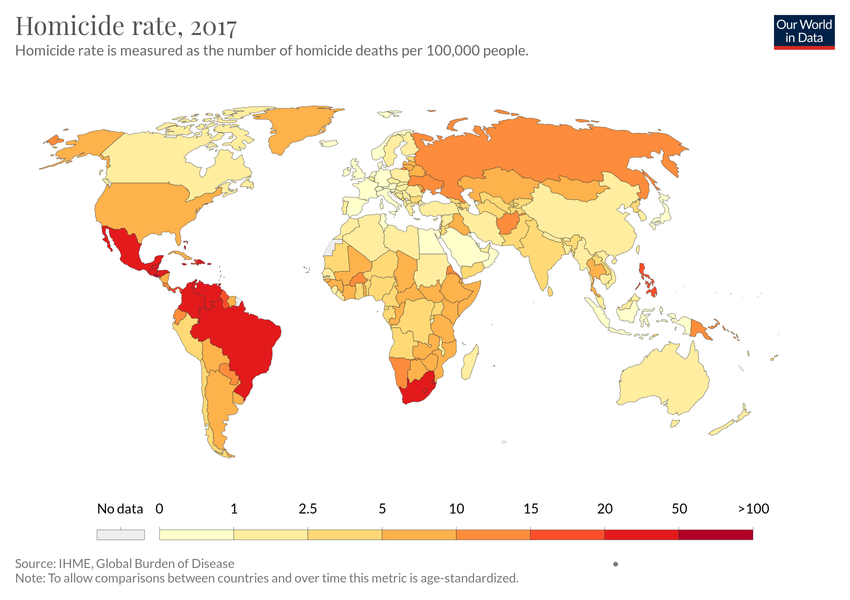 Homicide rate, 2017
Homicide rate is measured as the number of homicide deaths per 100,000 people.
Our World
in Data
No data 0 1 2.5 5 10 15 20 50 >100
Source: IHME, Global Burden of Disease
Note: To allow comparisons between countries and over time this metric is age-standardized.